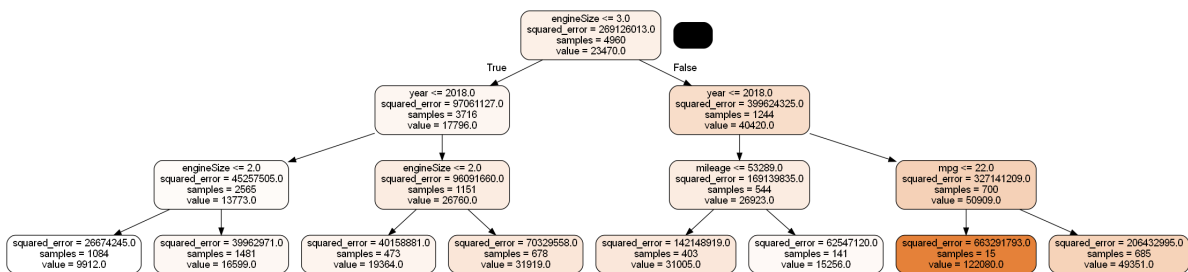 engineSize <= 3.0
squared_error = 269126013.0
samples = 4960
value = 23470.0
True
False
year <= 2018.0
squared_error = 97061127.0
samples = 3716
value = 17796.0
year <= 2018.0
squared_error = 399624325.0
samples = 1244
value = 40420.0
engineSize <= 2.0
squared_error = 45257505.0
samples = 2565
value = 13773.0
engineSize <= 2.0
squared_error = 96091660.0
samples = 1151
value = 26760.0
mileage <= 53289.0
squared_error = 169139835.0
samples = 544
value = 26923.0
mpg <= 22.0
squared_error = 327141209.0
samples = 700
value = 50909.0
squared_error = 26674245.0
samples = 1084
value = 9912.0
squared_error = 39962971.0
samples = 1481
value = 16599.0
squared_error = 40158881.0
samples = 473
value = 19364.0
squared_error = 70329558.0
samples = 678
value = 31919.0
squared_error = 142148919.0
samples = 403
value = 31005.0
squared_error = 62547120.0
samples = 141
value = 15256.0
squared_error = 663291793.0
samples = 15
value = 122080.0
squared_error = 206432995.0
samples = 685
value = 49351.0